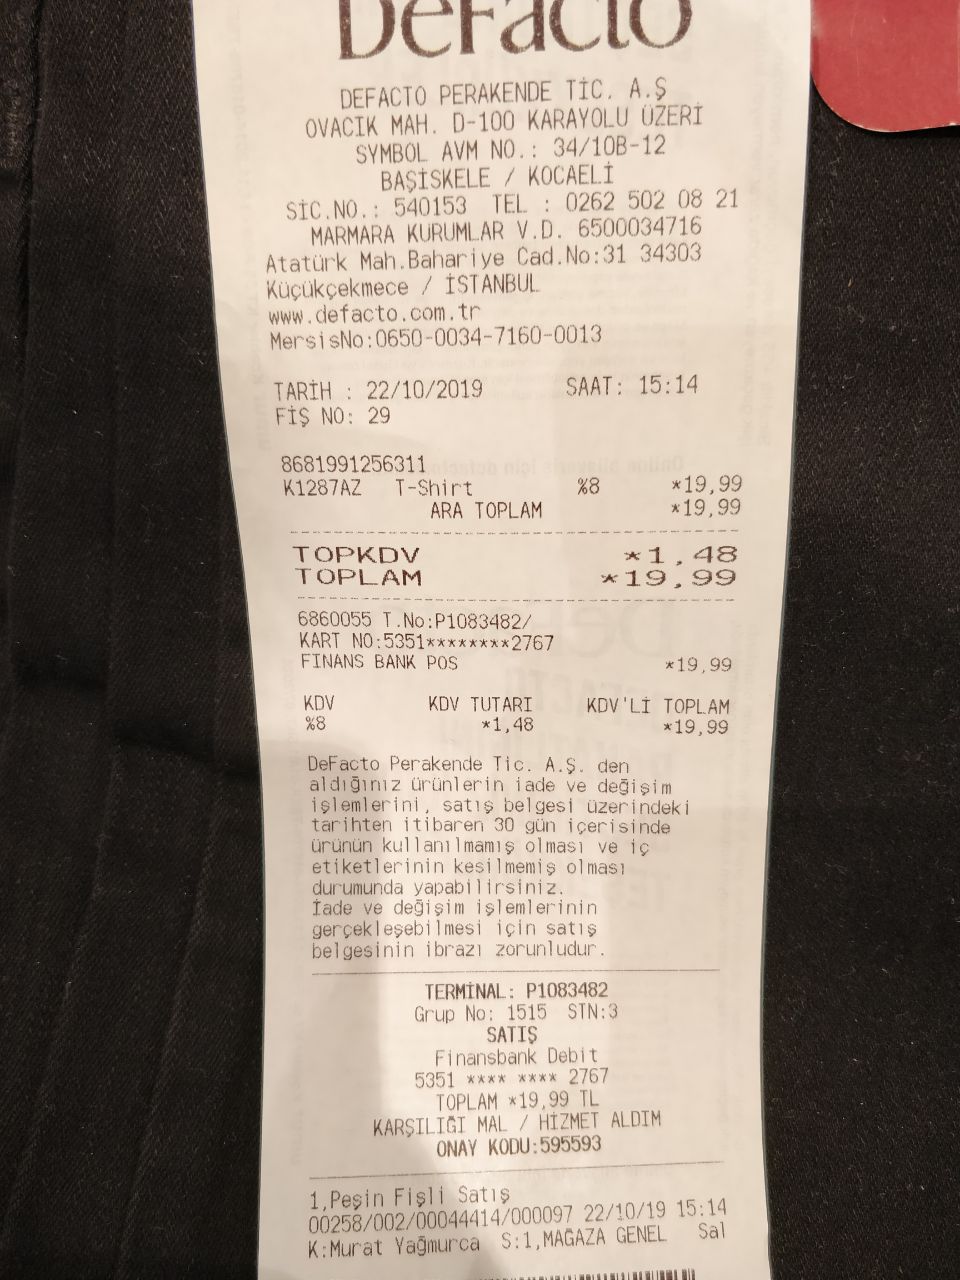 DeFacto
DEFACTO PERAKENDE TİC. A.Ş
OVACIK MAH. D-100 KARAYOLU ÜZERİ
SYMBOL AVM NO.: 34/10B-12
BAŞİSKELE / KOCAELİ
SİC.NO.: 540153 TEL : 0262 502 08 21
MARMARA KURUMLAR V.D. 6500034716
Atatürk Mah.Bahariye Cad.No:31 34303
Küçükçekmece / İSTANBUL
www.defacto.com.tr
MersisNo:0650-0034-7160-0013
TARİH : 22/10/2019 SAAT: 15:14
FİŞ NO: 29
8681991256311
K1287AZ T-Shirt %8 *19,99
ARA TOPLAM *19,99
TOPKDV *1,48
TOPLAM *19,99
6860055 T.No:P1083482/
KART NO:5351********2767
FINANS BANK POS *19,99
KDV KDV TUTARI KDV'Lİ TOPLAM
%8 *1,48 *19,99
DeFacto Perakende Tic. A.Ş. den
aldığınız ürünlerin iade ve değişim
işlemlerini, satış belgesi üzerindeki
tarihten itibaren 30 gün içerisinde
ürünün kullanılmamış olması ve iç
etiketlerinin kesilmemiş olması
durumunda yapabilirsiniz.
İade ve değişim işlemlerinin
gerçekleşebilmesi için satış
belgesinin ibrazı zorunludur.
TERMİNAL: P1083482
Grup No: 1515 STN:3
SATIŞ
Finansbank Debit
5351 **** **** 2767
TOPLAM *19,99 TL
KARŞILIĞI MAL / HİZMET ALDIM
ONAY KODU:595593
1,Peşin Fişli Satış
00258/002/00044414/000097 22/10/19 15:14
K:Murat Yağmurca S:1,MAĞAZA GENEL Sal